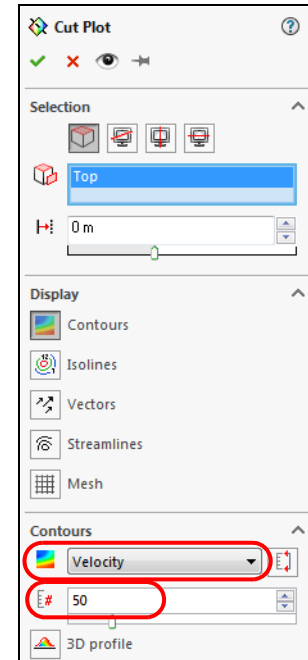 Cut Plot
Selection
Top
0 m
Display
Contours
Isolines
Vectors
Streamlines
Mesh
Contours
Velocity
50
3D profile